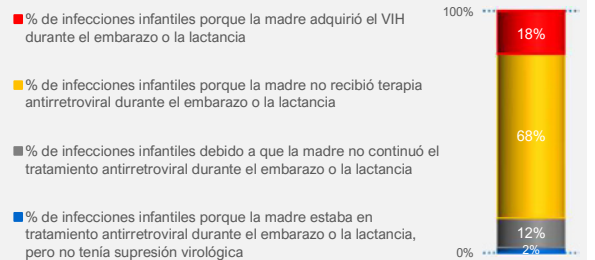 % de infecciones infantiles porque la madre adquirió el VIH
durante el embarazo o la lactancia
% de infecciones infantiles porque la madre no recibió terapia
antirretroviral durante el embarazo o la lactancia
% de infecciones infantiles debido a que la madre no continuó el
tratamiento antirretroviral durante el embarazo o la lactancia
% de infecciones infantiles porque la madre estaba en
tratamiento antirretroviral durante el embarazo o la lactancia,
pero no tenía supresión virológica
100%
18%
68%
12%
2%
0%